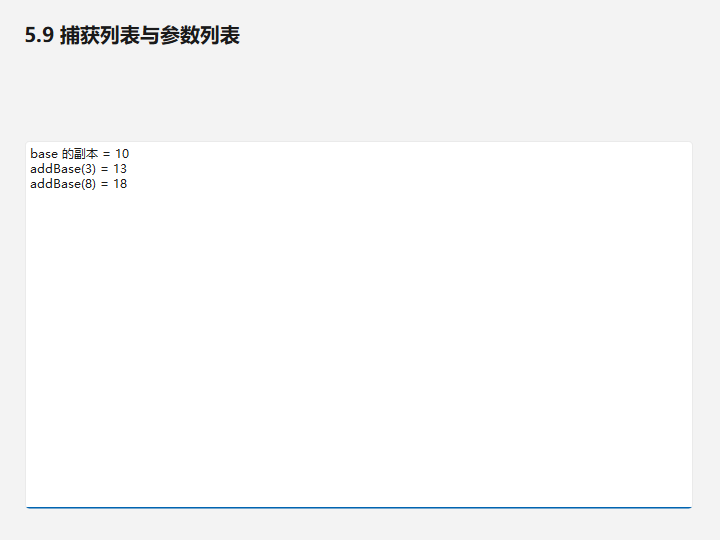 5.9 捕获列表与参数列表
base 的副本 = 10
addBase(3) = 13
addBase(8) = 18